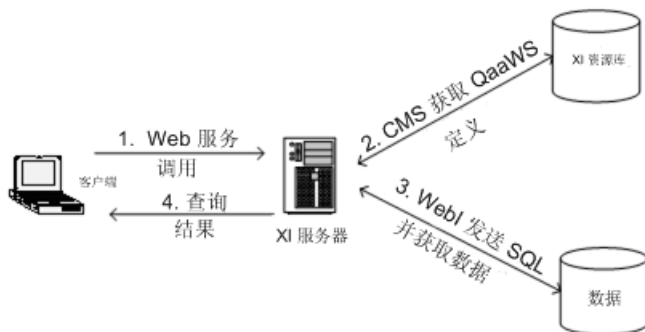 XI 资源库
2. CMS 获取 QaaWS
定义
1. Web 服务
调用
客户端
4. 查询
结果
XI 服务器
3. WebI 发送 SQL
并获取数据
数据